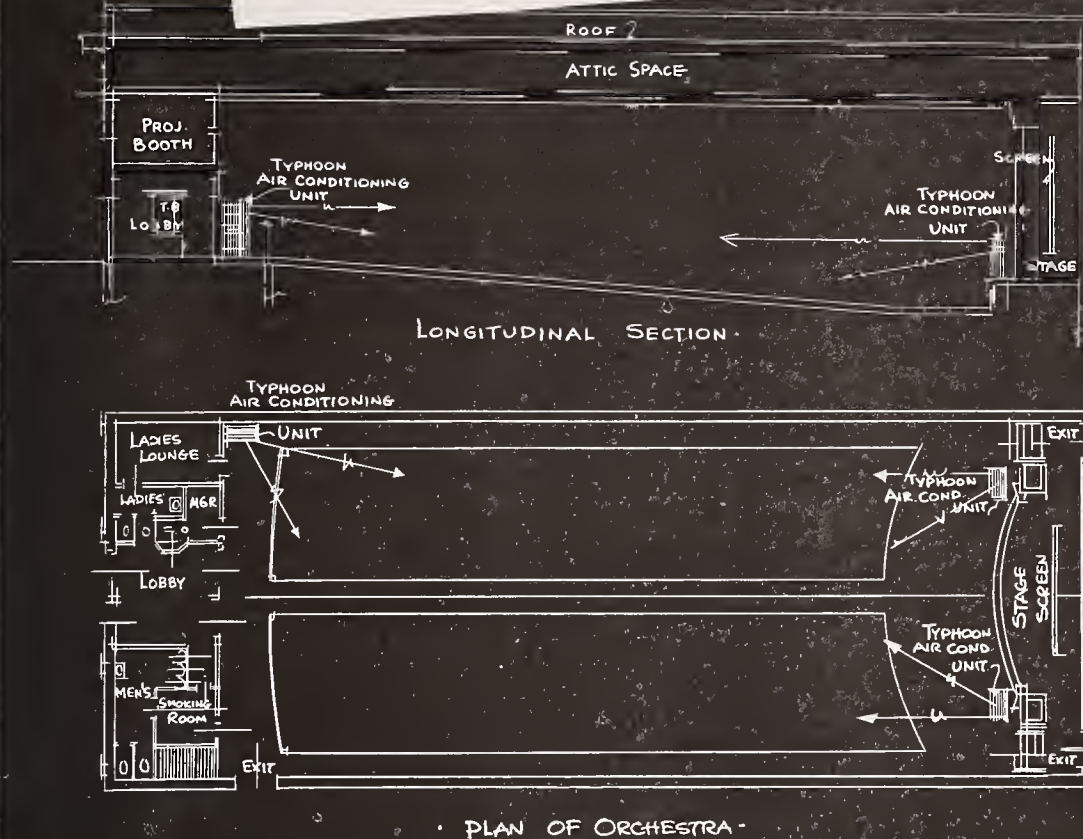 ROOF
ATTIC SPACE
PROJ.
BOOTH
TYPHOON
AIR CONDITIONING
UNIT
T.B
LOBBY
SCREEN
TYPHOON
AIR CONDITIONI
UNIT
TAGE
LONGITUDINAL SECTION
TYPHOON
AIR CONDITIONING
UNIT
LADIES
LOUNGE
LADIES
MGR
LOBBY
MEN'S
SMOKING
ROOM
EXIT
TYPHOON
AIR COND.
UNIT
EXIT
STAGE
SCREEN
TYPHOON
AIR COND.
UNIT
EXIT
· PLAN OF ORCHESTRA -